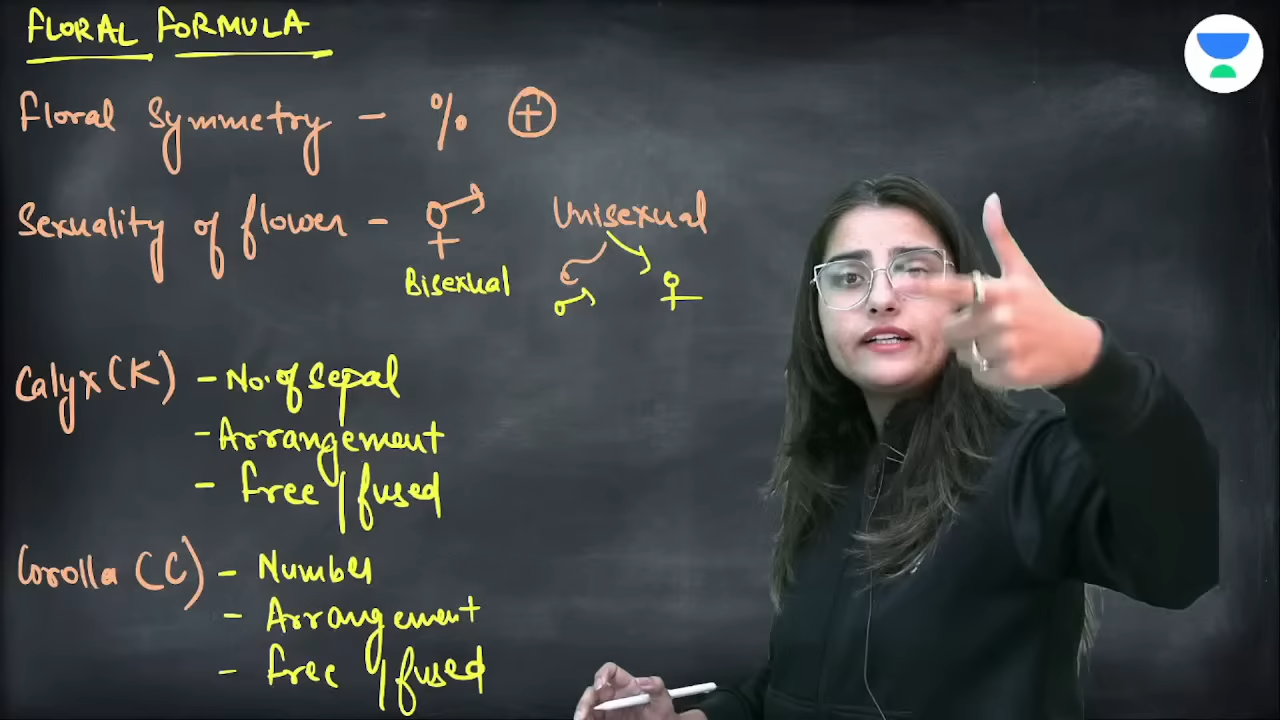 FLORAL FORMULA
Floral Symmetry - % ⊕
Sexuality of flower - ⚥ Unisexual
Bisexual ♂ ♀
Calyx (K) - No. of sepal
- Arrangement
- free / fused
Corolla (C) - Number
- Arrangement
- free / fused